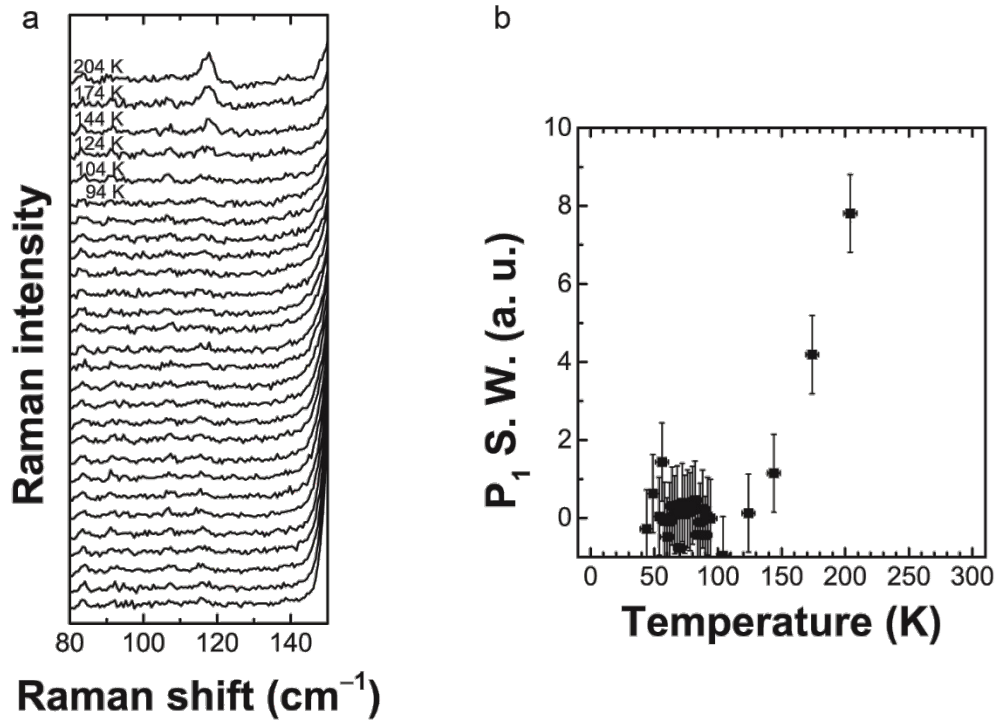 a
204 K
174 K
144 K
124 K
104 K
94 K
Raman intensity
80 100 120 140
Raman shift (cm⁻¹)
b
10
8
6
4
2
0
P₁ S. W. (a. u.)
0 50 100 150 200 250 300
Temperature (K)